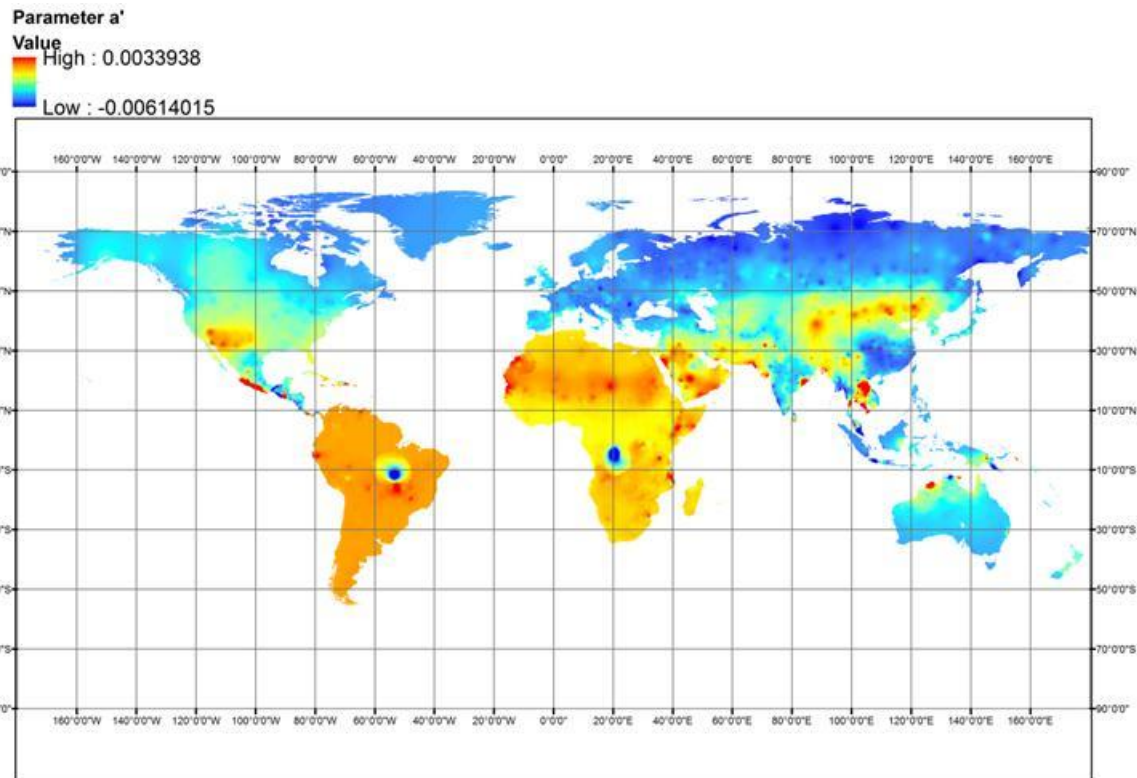 Parameter a'
Value
High : 0.0033938
Low : -0.00614015
160°0'0"W 140°0'0"W 120°0'0"W 100°0'0"W 80°0'0"W 60°0'0"W 40°0'0"W 20°0'0"W 0°0'0" 20°0'0"E 40°0'0"E 60°0'0"E 80°0'0"E 100°0'0"E 120°0'0"E 140°0'0"E 160°0'0"E
90°0'0"
70°0'0"N
50°0'0"N
30°0'0"N
10°0'0"N
10°0'0"S
30°0'0"S
50°0'0"S
70°0'0"S
90°0'0"
160°0'0"W 140°0'0"W 120°0'0"W 100°0'0"W 80°0'0"W 60°0'0"W 40°0'0"W 20°0'0"W 0°0'0" 20°0'0"E 40°0'0"E 60°0'0"E 80°0'0"E 100°0'0"E 120°0'0"E 140°0'0"E 160°0'0"E